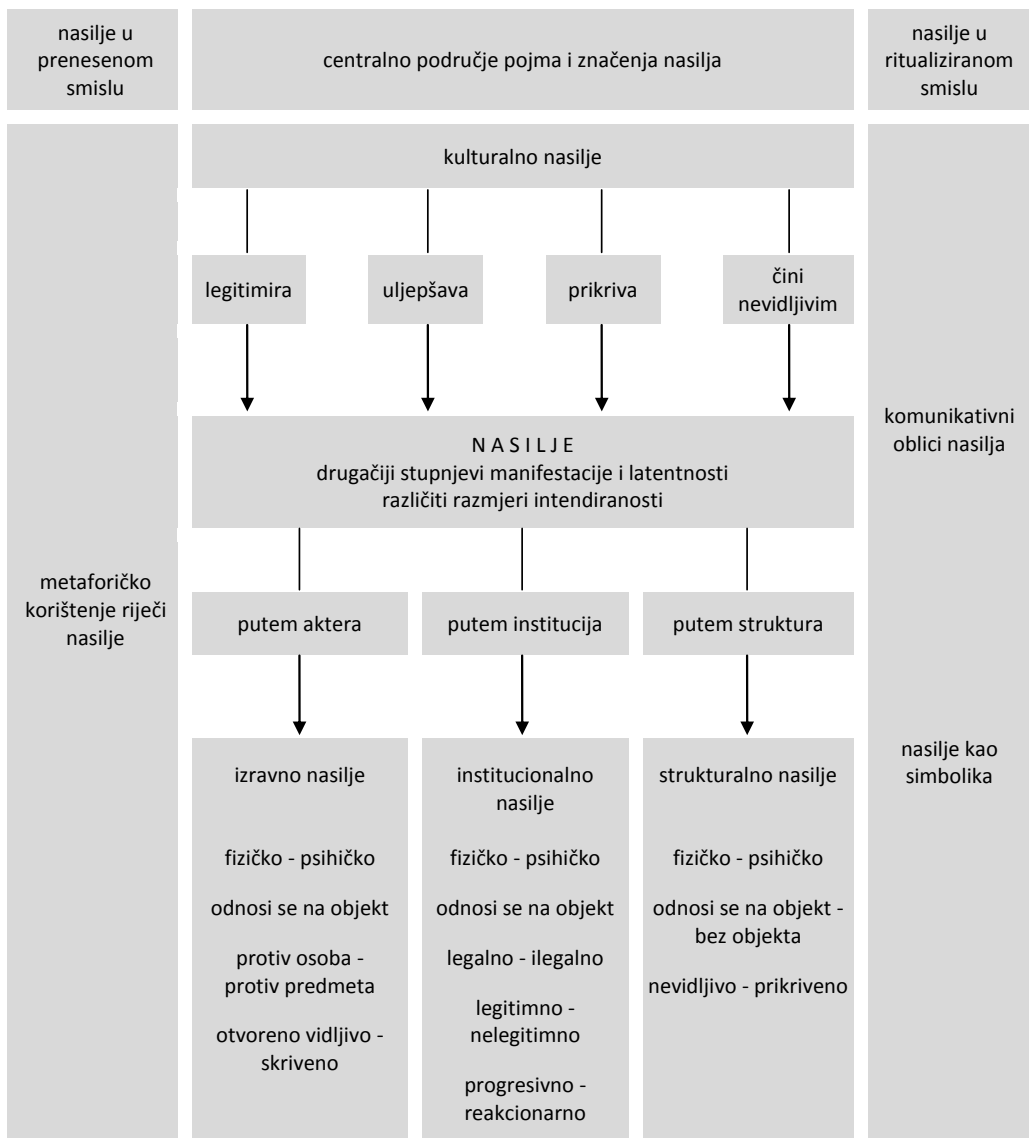 nasilje u
prenesenom
smislu
centralno područje pojma i značenja nasilja
nasilje u
ritualiziranom
smislu
metaforičko
korištenje riječi
nasilje
kulturalno nasilje
legitimira
uljepšava
prikriva
čini
nevidljivim
N A S I L J E
drugačiji stupnjevi manifestacije i latentnosti
različiti razmjeri intendiranosti
putem aktera
putem institucija
putem struktura
izravno nasilje
fizičko - psihičko
odnosi se na objekt
protiv osoba -
protiv predmeta
otvoreno vidljivo -
skriveno
institucionalno
nasilje
fizičko - psihičko
odnosi se na objekt
legalno - ilegalno
legitimno -
nelegitimno
progresivno -
reakcionarno
strukturalno nasilje
fizičko - psihičko
odnosi se na objekt -
bez objekta
nevidljivo - prikriveno
komunikativni
oblici nasilja
nasilje kao
simbolika